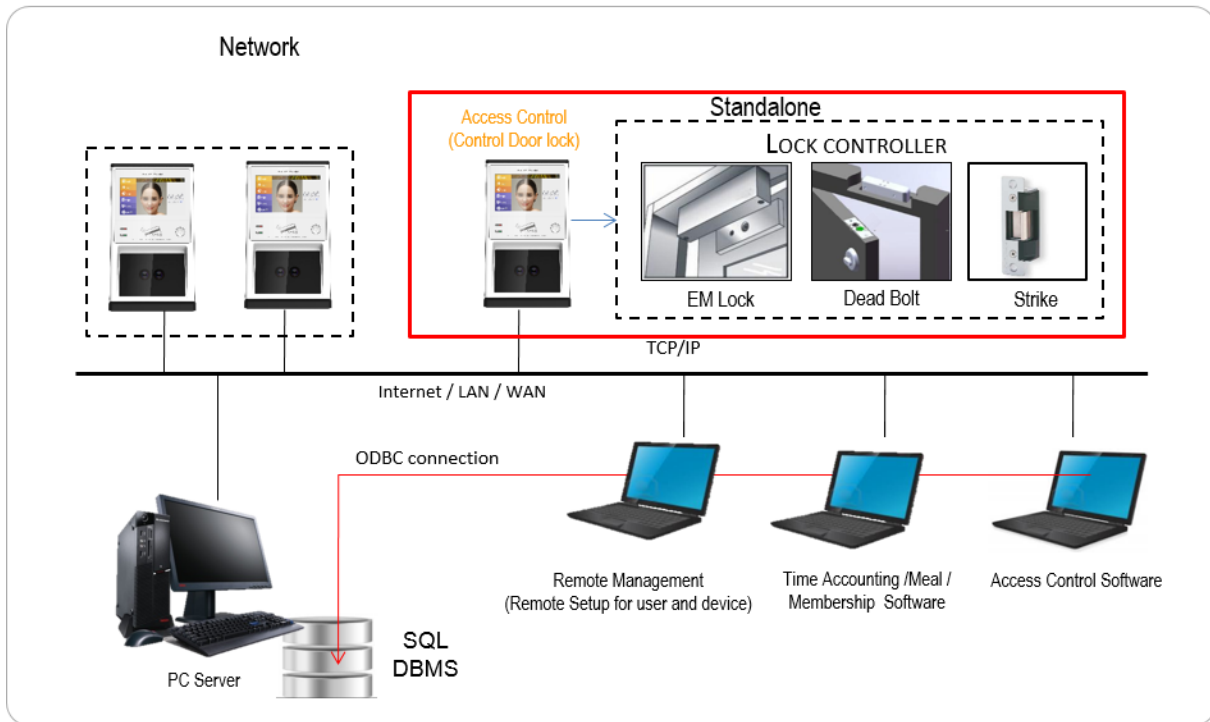 Network
Standalone
Access Control
(Control Door lock)
LOCK CONTROLLER
EM Lock
Dead Bolt
Strike
TCP/IP
Internet / LAN / WAN
ODBC connection
Remote Management
(Remote Setup for user and device)
Time Accounting /Meal /
Membership Software
Access Control Software
PC Server
SQL
DBMS